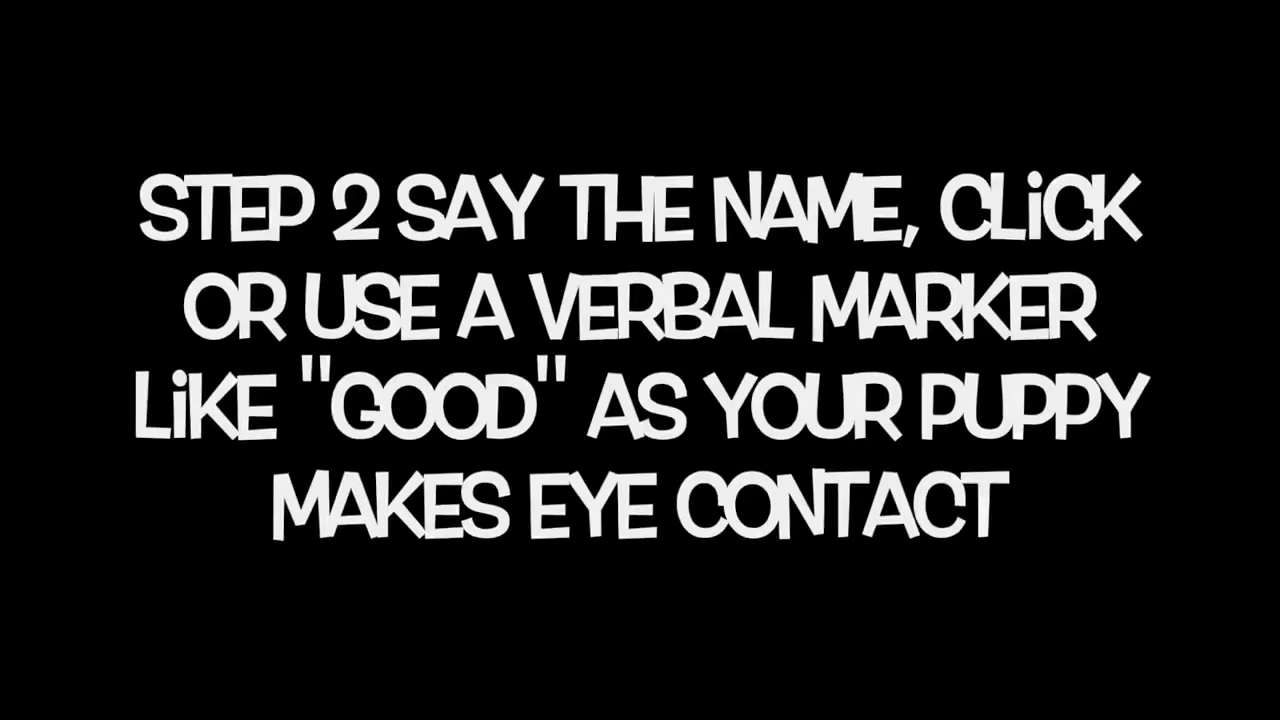 STEP 2 SAY THE NAME, CLiCK
OR USE A VERBAL MARKER
LiKE "GOOD" AS YOUR PUPPY
MAKES EYE CONTACT